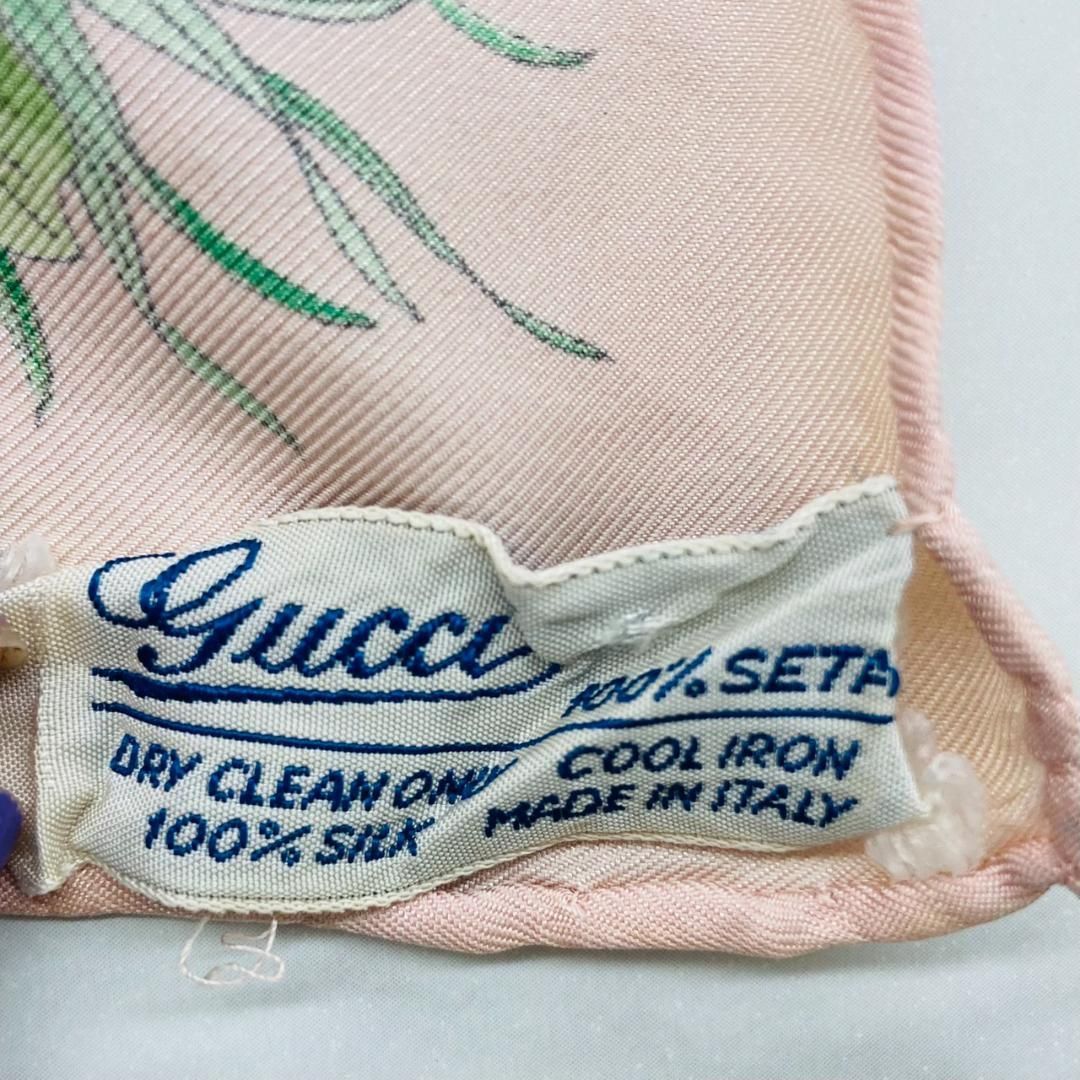 Gucci
100% SETA
DRY CLEAN ONLY COOL IRON
100% SILK MADE IN ITALY